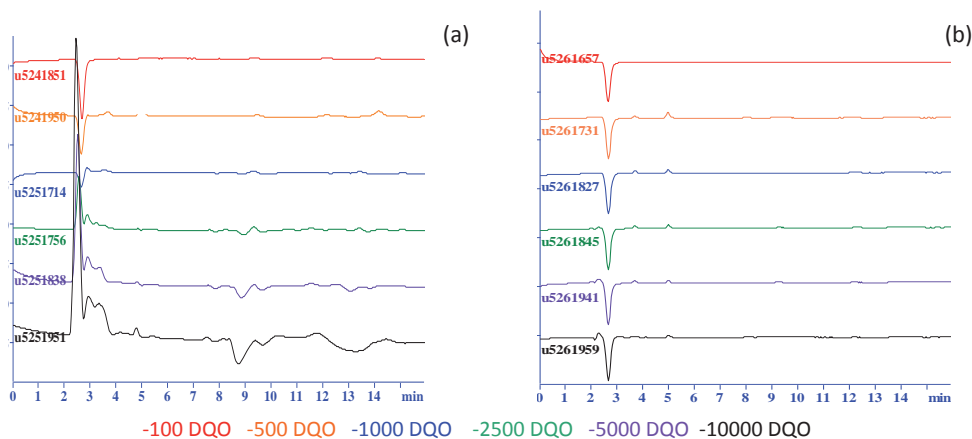 (a)
u5241851
u5241950
u5251714
u5251756
u5251838
u5251951
0 1 2 3 4 5 6 7 8 9 10 11 12 13 14 min
(b)
u5261657
u5261731
u5261827
u5261845
u5261941
u5261959
0 1 2 3 4 5 6 7 8 9 10 11 12 13 14 min
-100 DQO -500 DQO -1000 DQO -2500 DQO -5000 DQO -10000 DQO